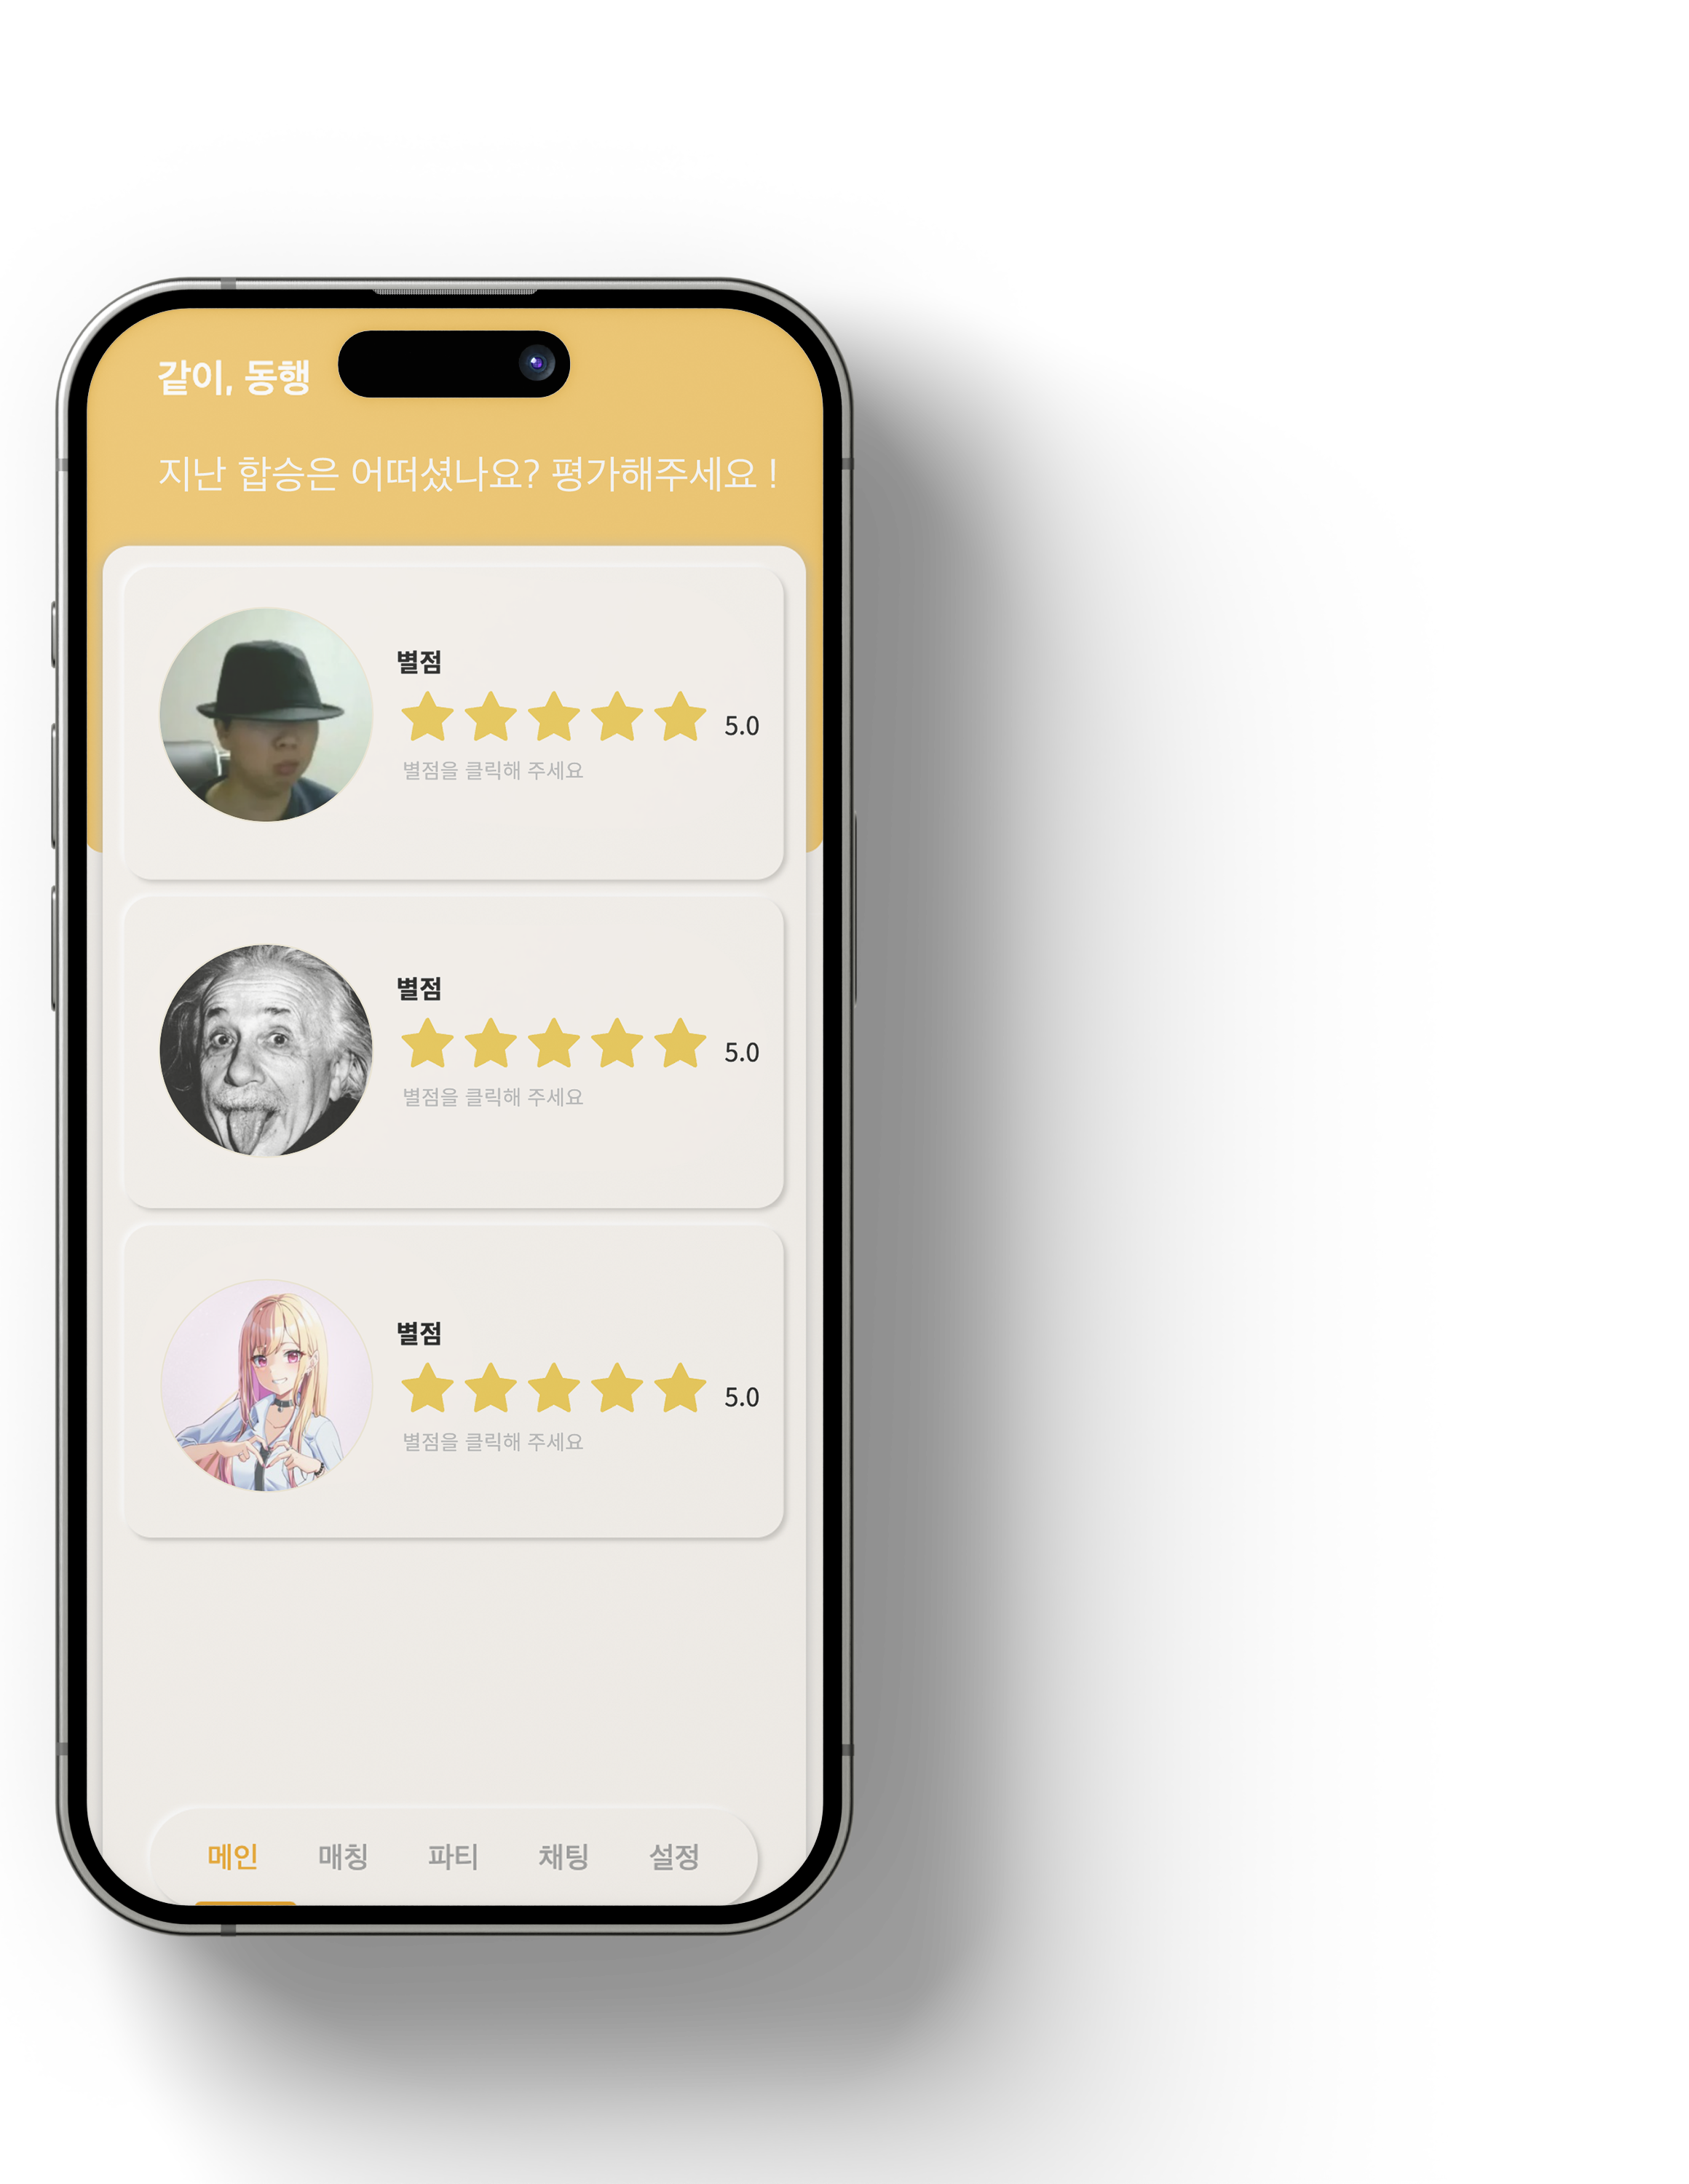 같이, 동행
지난 합승은 어떠셨나요? 평가해주세요 !
별점
5.0
별점을 클릭해 주세요
별점
5.0
별점을 클릭해 주세요
별점
5.0
별점을 클릭해 주세요
메인 매칭 파티 채팅 설정